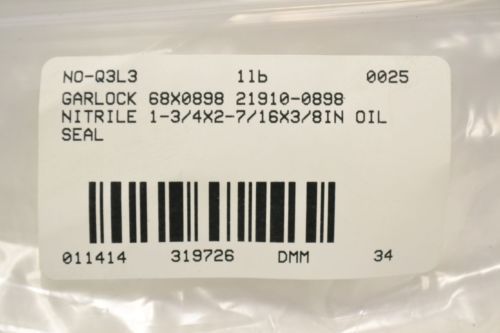 NO-Q3L3 1lb 0025
GARLOCK 68X0898 21910-0898
NITRILE 1-3/4X2-7/16X3/8IN OIL
SEAL
011414 319726 DMM 34